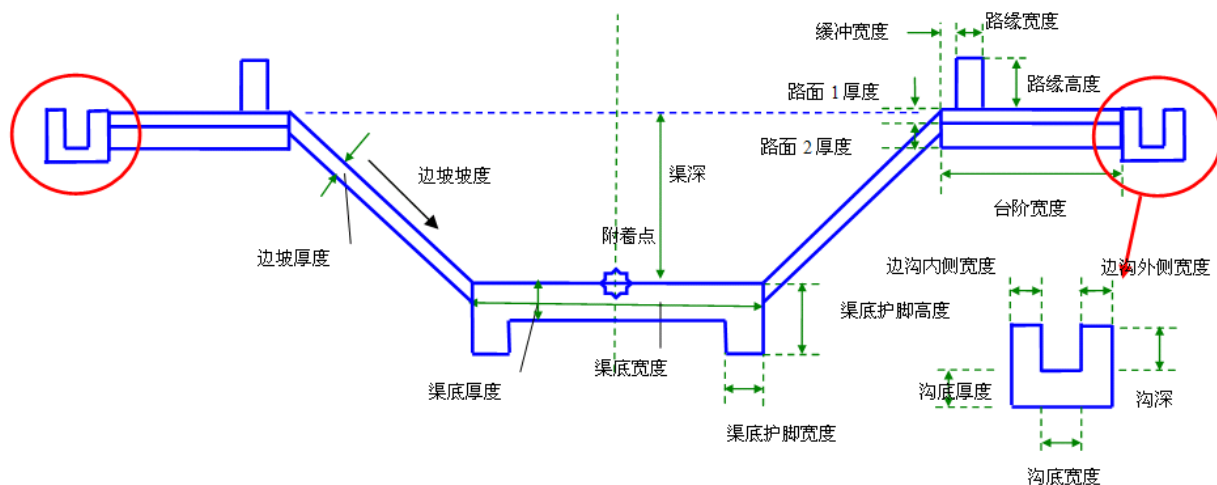 路缘宽度
缓冲宽度
路缘高度
路面 1 厚度
路面 2 厚度
边坡坡度
渠深
台阶宽度
附着点
边坡厚度
边沟内侧宽度
边沟外侧宽度
渠底护脚高度
渠底宽度
渠底厚度
沟底厚度
沟深
渠底护脚宽度
沟底宽度